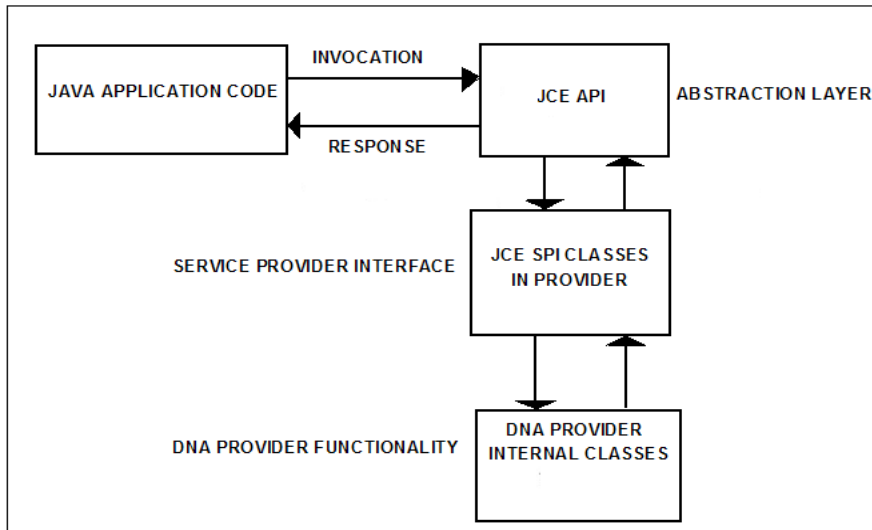 INVOCATION
JAVA APPLICATION CODE
JCE API
ABSTRACTION LAYER
RESPONSE
SERVICE PROVIDER INTERFACE
JCE SPI CLASSES
IN PROVIDER
DNA PROVIDER FUNCTIONALITY
DNA PROVIDER
INTERNAL CLASSES